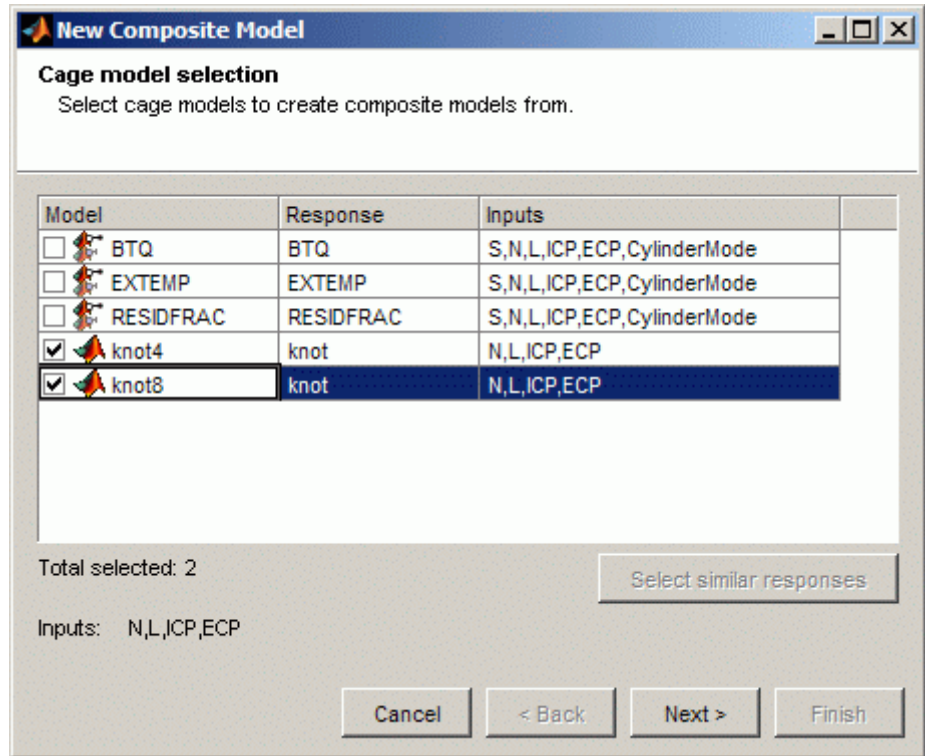 New Composite Model
Cage model selection
Select cage models to create composite models from.
Model Response Inputs
BTQ BTQ S,N,L,ICP,ECP,CylinderMode
EXTEMP EXTEMP S,N,L,ICP,ECP,CylinderMode
RESIDFRAC RESIDFRAC S,N,L,ICP,ECP,CylinderMode
knot4 knot N,L,ICP,ECP
knot8 knot N,L,ICP,ECP
Total selected: 2
Select similar responses
Inputs: N,L,ICP,ECP
Cancel < Back Next > Finish